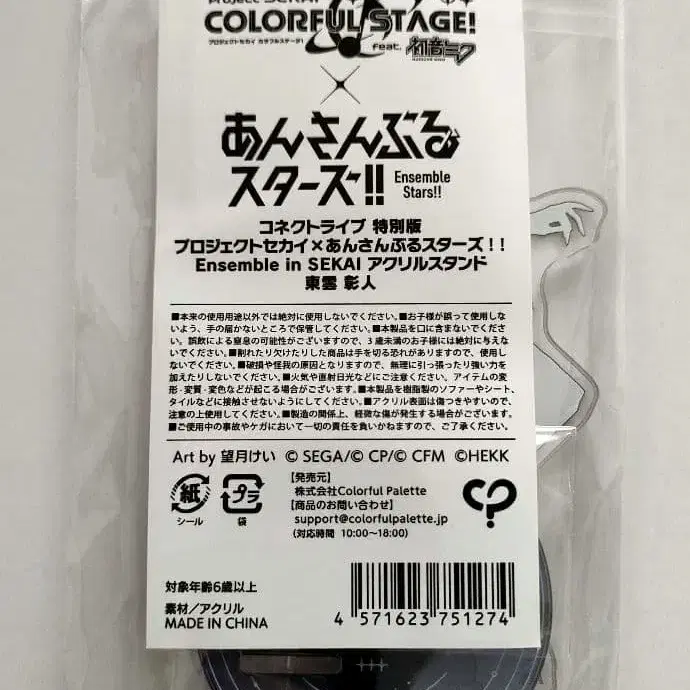 Project SEKAI
COLORFUL STAGE!
プロジェクトセカイ カラフルステージ!
feat. 初音ミク
HATSUNE MIKU
×
あんさんぶる
スターズ!!
Ensemble
Stars!!
コネクトライブ 特別版
プロジェクトセカイ×あんさんぶるスターズ！！
Ensemble in SEKAI アクリルスタンド
東雲 彰人
■本来の使用用途以外では絶対に使用しないでください。■お子様が誤って使用しな
いよう、手の届かないところで保管してください。■本製品を口に含まないでくださ
い。誤飲による窒息の可能性がございますので、3歳未満のお子様には絶対に与えな
いでください。■割れたり欠けたりした商品は手を切る恐れがありますので、使用し
ないでください。■破損や怪我の原因となりますので、無理に引っ張ったり強い力を
加えたりしないでください。■火気や直射日光などにご注意ください。アイテムの変
形・変質・変色などが起こる場合がございます。■本製品を樹脂製のソファーやシート、
タイルなどに接触させないようにしてください。■アクリル表面は傷つきやすいので、
注意の上使用してください。■製造の関係上、軽微な傷が発生する場合がございます。
■ご使用中の事故やケガにおいて一切の責任を負いかねますので、ご了承ください。
Art by 望月けい © SEGA/© CP/© CFM ©HEKK
紙
シール
プラ
袋
【発売元】
株式会社Colorful Palette
【商品のお問い合わせ】
support@colorfulpalette.jp
(対応時間 10:00～18:00)
対象年齢6歳以上
素材／アクリル
MADE IN CHINA
4 571623 751274